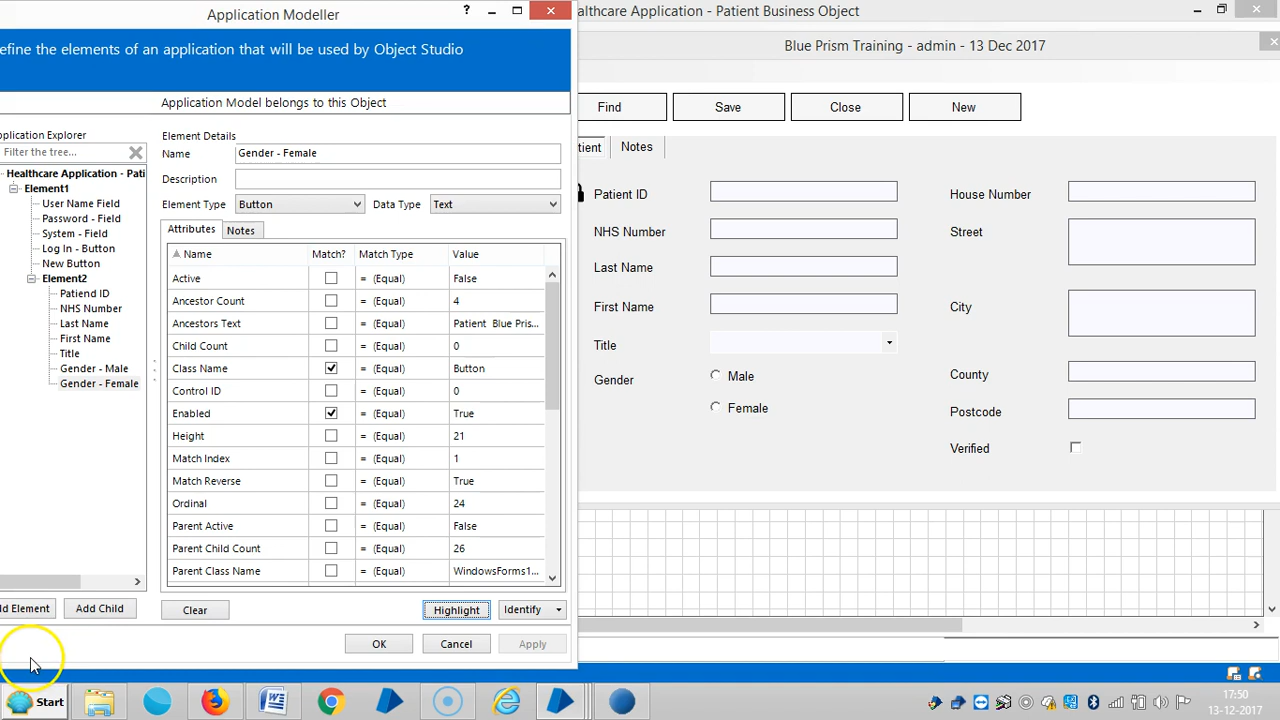 Application Modeller
?
efine the elements of an application that will be used by Object Studio
Application Model belongs to this Object
pplication Explorer
Filter the tree...
Healthcare Application - Pati
Element1
User Name Field
Password - Field
System - Field
Log In - Button
New Button
Element2
Patiend ID
NHS Number
Last Name
First Name
Title
Gender - Male
Gender - Female
dd Element
Add Child
Element Details
Name
Gender - Female
Description
Element Type
Button
Data Type
Text
Attributes
Notes
Name Match? Match Type Value
Active = (Equal) False
Ancestor Count = (Equal) 4
Ancestors Text = (Equal) Patient Blue Pris...
Child Count = (Equal) 0
Class Name = (Equal) Button
Control ID = (Equal) 0
Enabled = (Equal) True
Height = (Equal) 21
Match Index = (Equal) 1
Match Reverse = (Equal) True
Ordinal = (Equal) 24
Parent Active = (Equal) False
Parent Child Count = (Equal) 26
Parent Class Name = (Equal) WindowsForms1...
Clear
Highlight
Identify
OK
Cancel
Apply
althcare Application - Patient Business Object
Blue Prism Training - admin - 13 Dec 2017
Find
Save
Close
New
tient
Notes
Patient ID
NHS Number
Last Name
First Name
Title
Gender
Male
Female
House Number
Street
City
County
Postcode
Verified
Start
17:50
13-12-2017